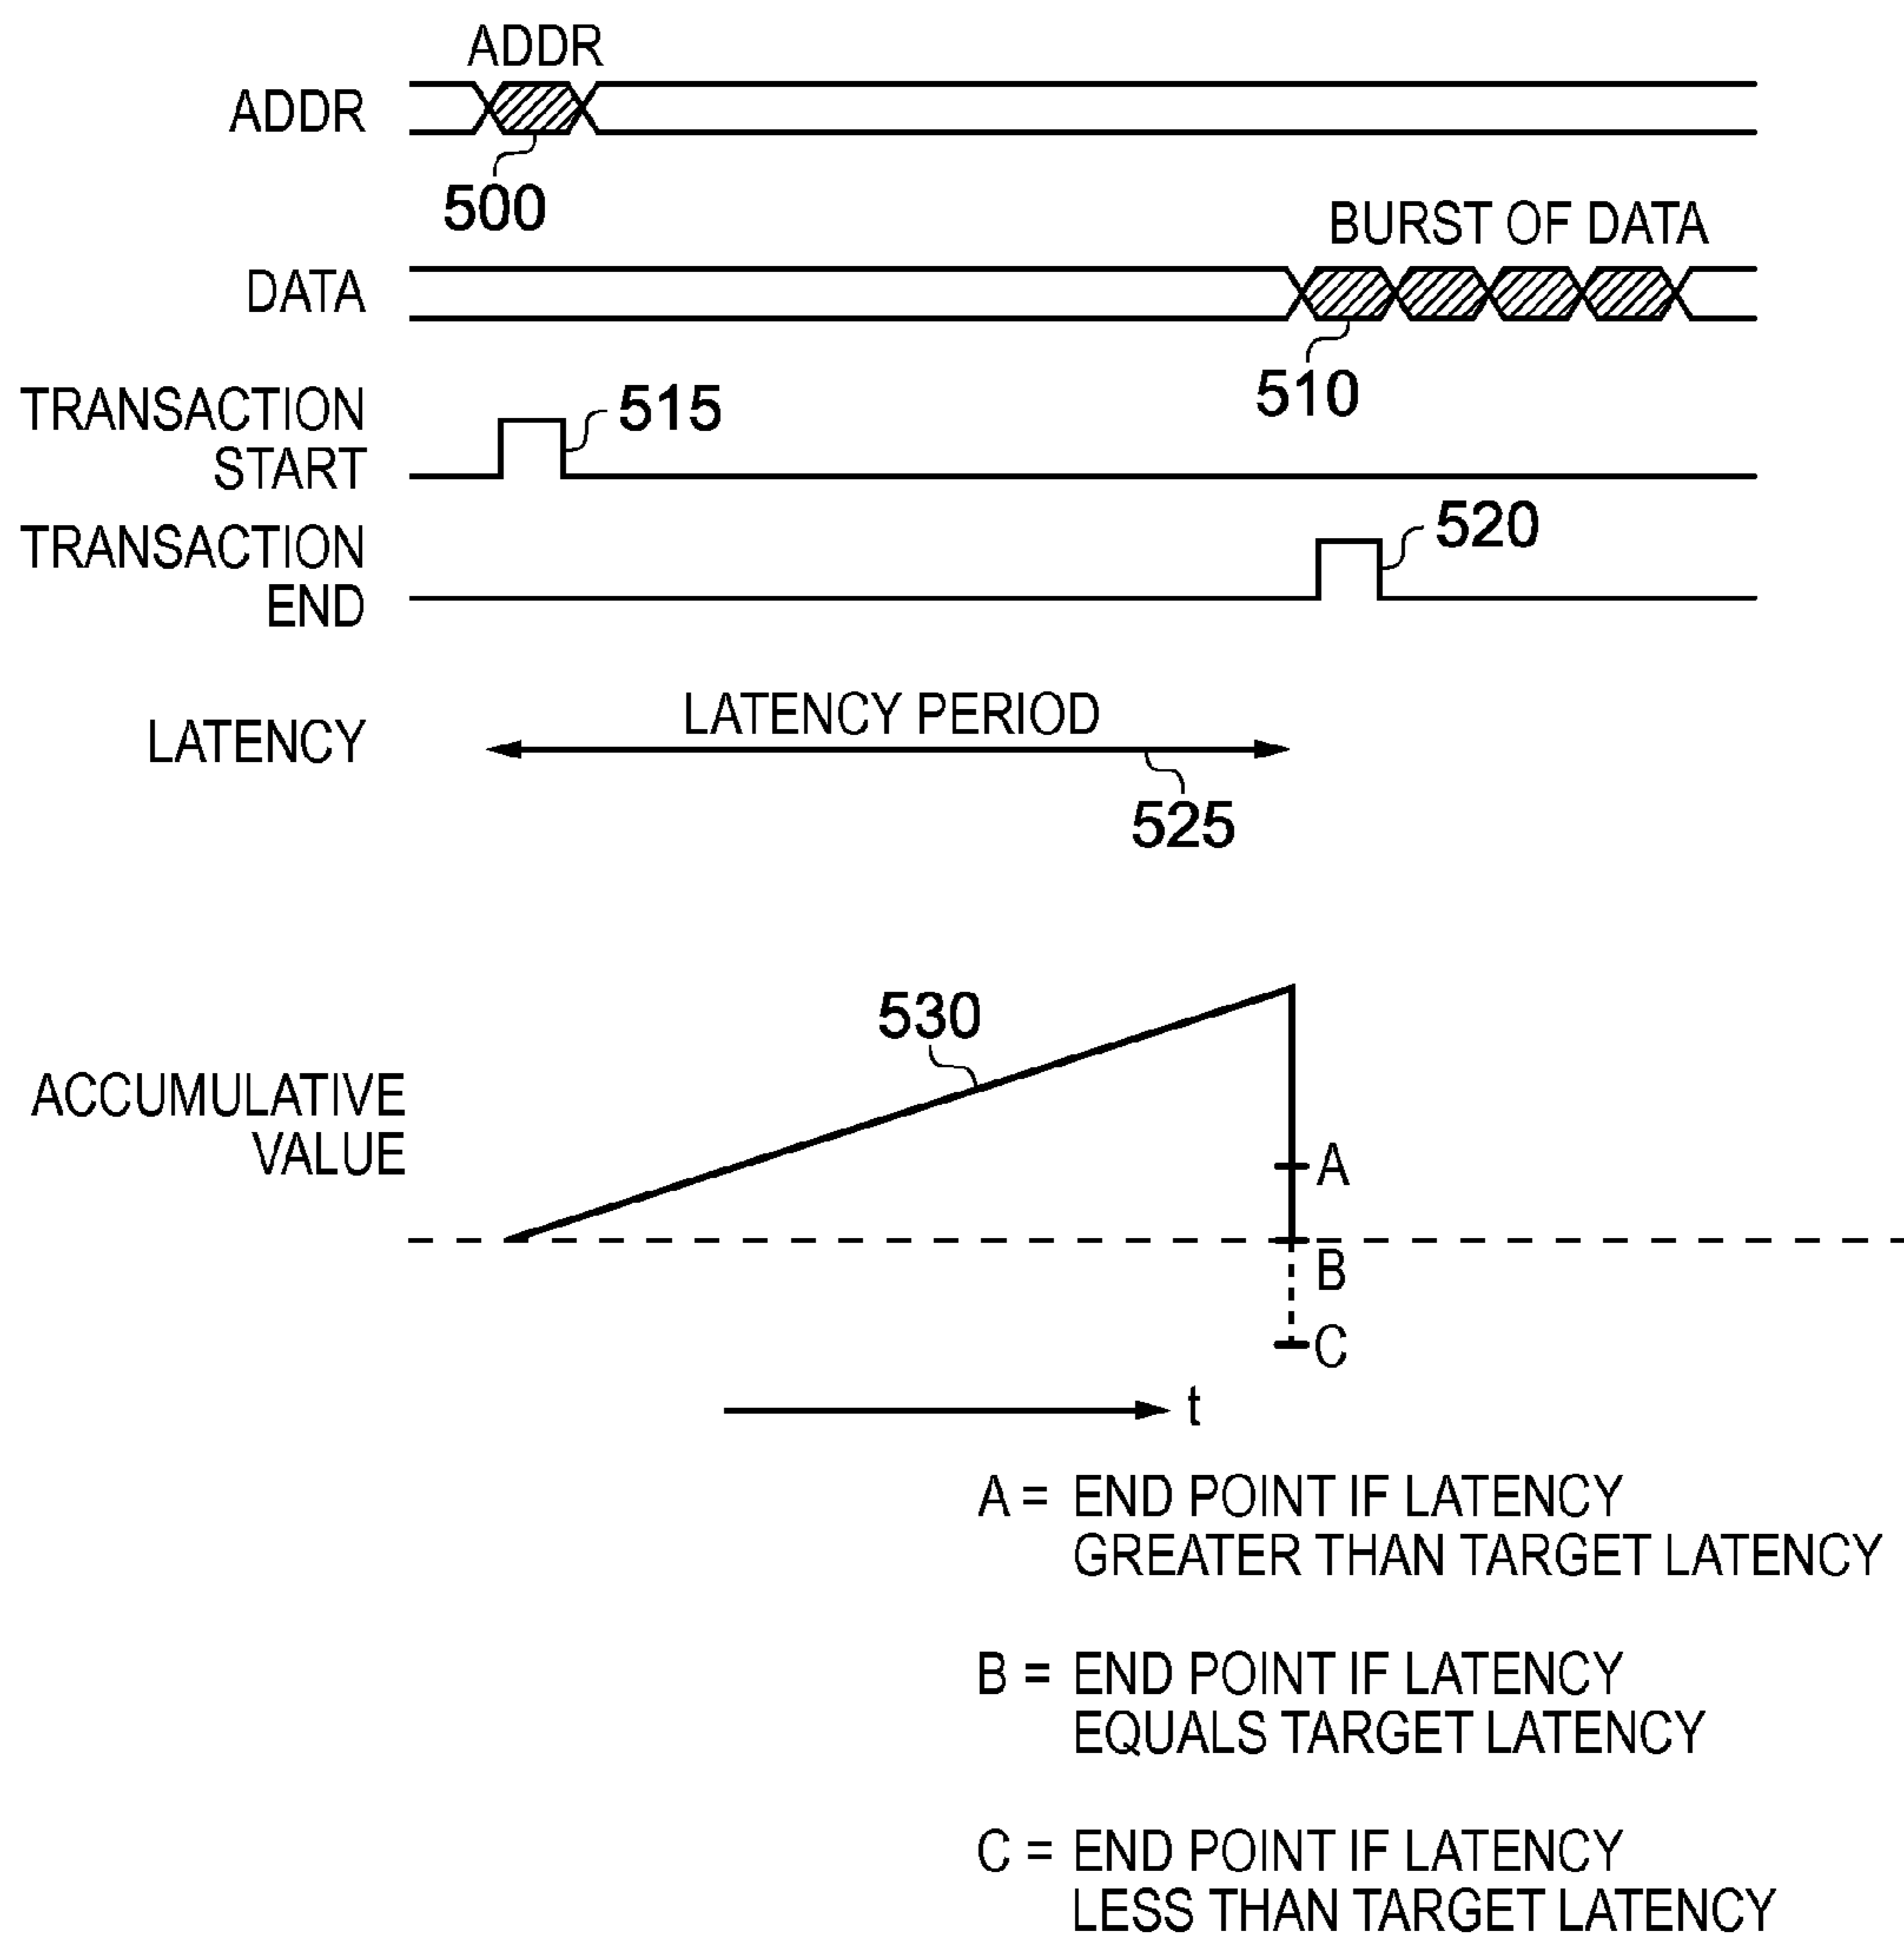 ADDR
ADDR
500
BURST OF DATA
DATA
510
TRANSACTION
START
515
TRANSACTION
END
520
LATENCY
LATENCY PERIOD
525
530
ACCUMULATIVE
VALUE
A
B
C
t
A = END POINT IF LATENCY
GREATER THAN TARGET LATENCY
B = END POINT IF LATENCY
EQUALS TARGET LATENCY
C = END POINT IF LATENCY
LESS THAN TARGET LATENCY